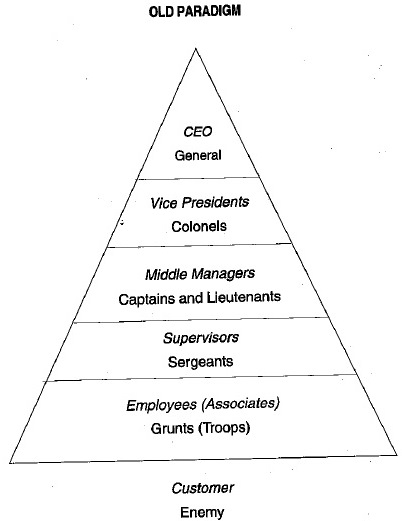 OLD PARADIGM
CEO
General
Vice Presidents
Colonels
Middle Managers
Captains and Lieutenants
Supervisors
Sergeants
Employees (Associates)
Grunts (Troops)
Customer
Enemy